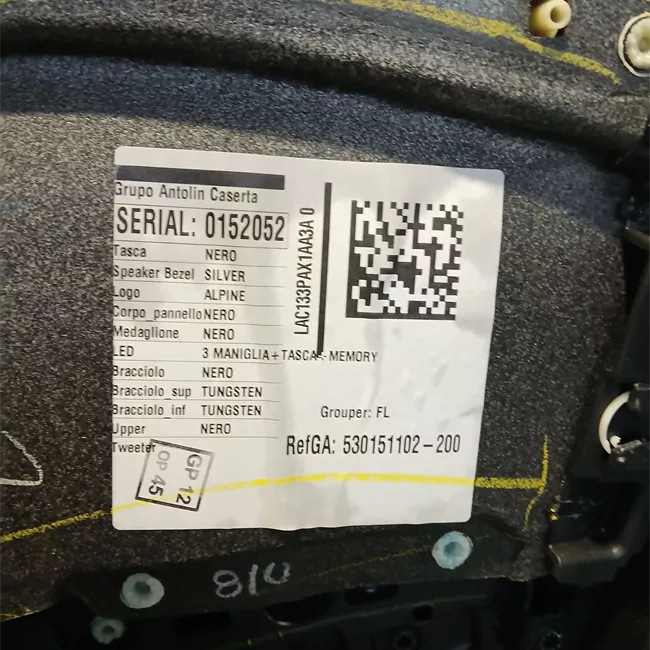 Grupo Antolin Caserta
SERIAL: 0152052
Tasca NERO
Speaker Bezel SILVER
Logo ALPINE
Corpo_pannello NERO
Medaglione NERO
LED 3 MANIGLIA+TASCA+MEMORY
Bracciolo NERO
Bracciolo_sup TUNGSTEN
Bracciolo_inf TUNGSTEN
Upper NERO
Tweeter
LAC133PAX1AA3A 0
Grouper: FL
RefGA: 530151102-200
GP 12
OP 45
810